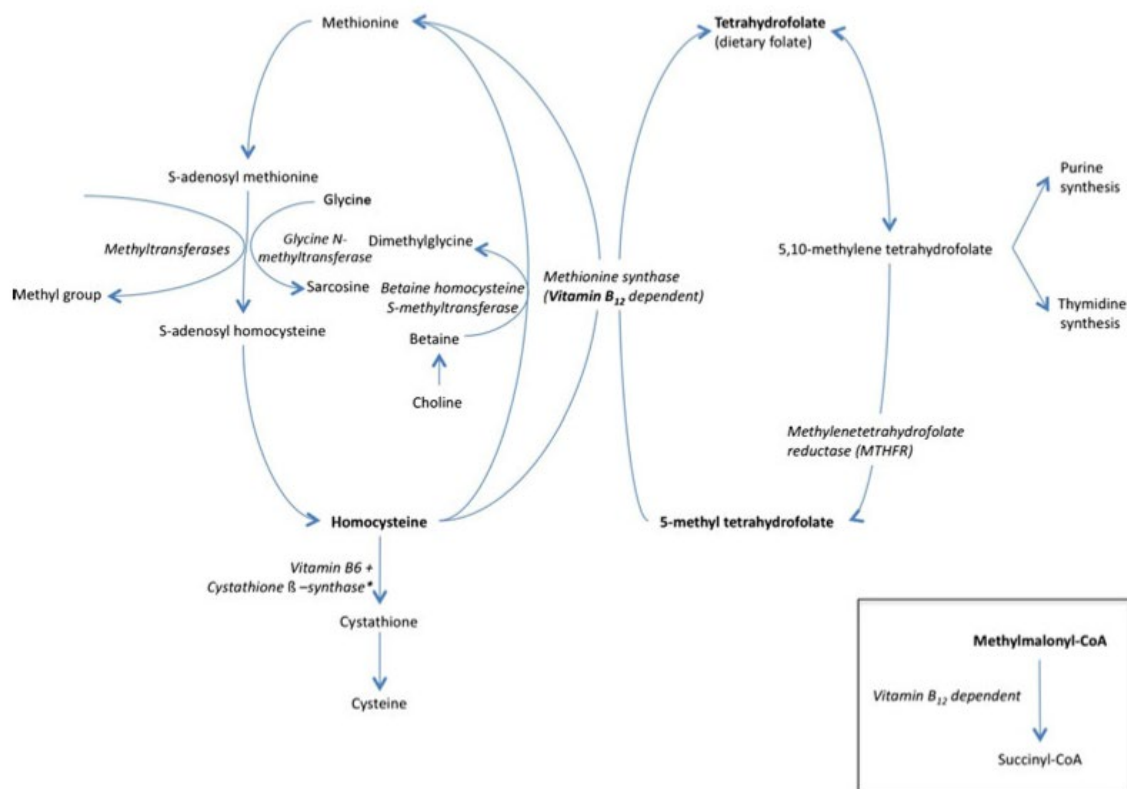 Methionine
Tetrahydrofolate
(dietary folate)
S-adenosyl methionine
Glycine
Purine
synthesis
Methyltransferases
Glycine N-
methyltransferase
Dimethylglycine
5,10-methylene tetrahydrofolate
Methyl group
Sarcosine
Betaine homocysteine
S-methyltransferase
Methionine synthase
(Vitamin B12 dependent)
Thymidine
synthesis
S-adenosyl homocysteine
Betaine
Choline
Methylenetetrahydrofolate
reductase (MTHFR)
Homocysteine
5-methyl tetrahydrofolate
Vitamin B6 +
Cystathione ß –synthase*
Cystathione
Cysteine
Methylmalonyl-CoA
Vitamin B12 dependent
Succinyl-CoA